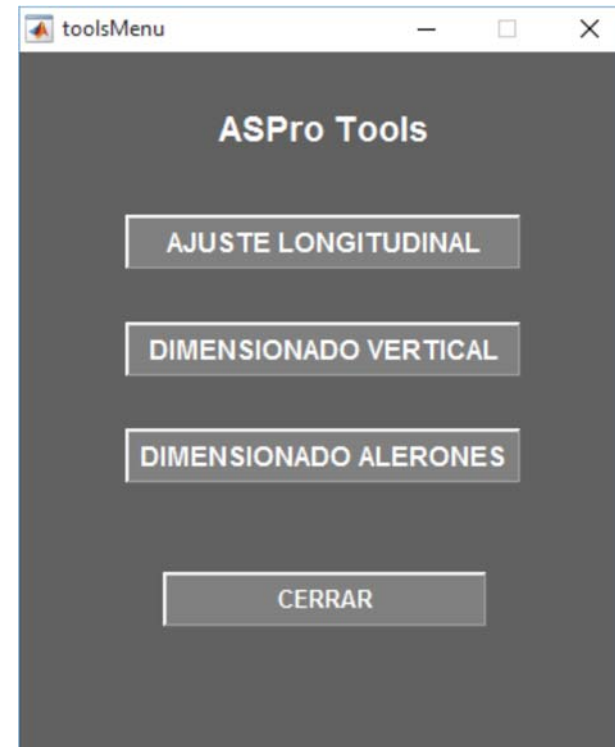 toolsMenu
ASPro Tools
AJUSTE LONGITUDINAL
DIMENSIONADO VERTICAL
DIMENSIONADO ALERONES
CERRAR